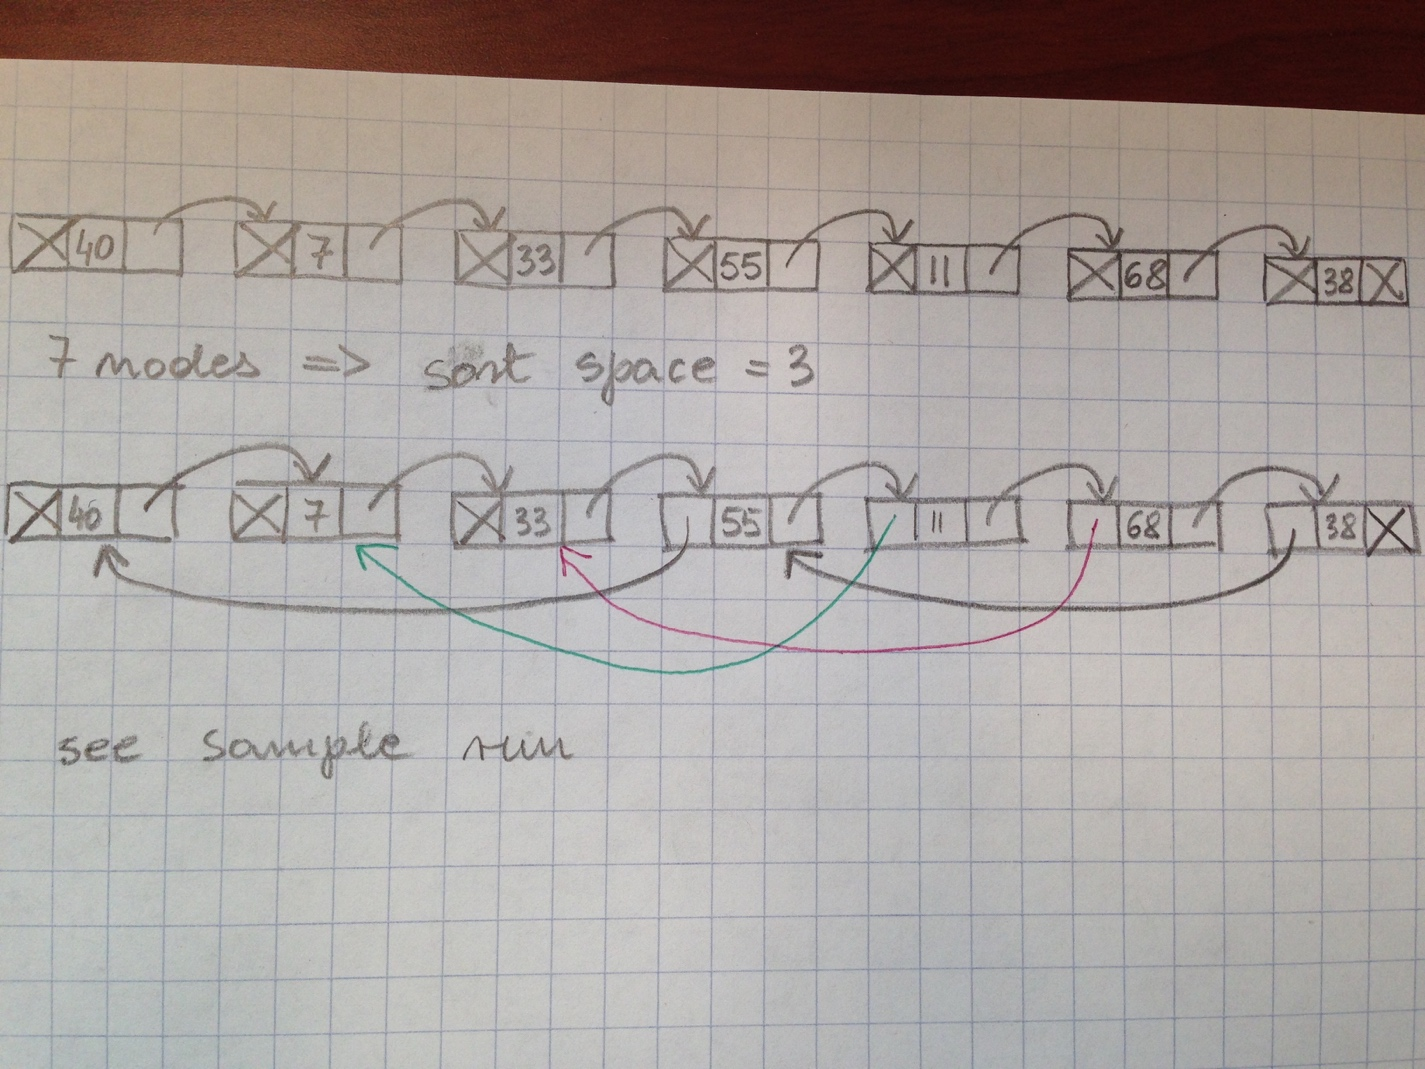 40 7 33 55 11 68 38
7 nodes => sort space = 3
40 7 33 55 11 68 38
see sample run